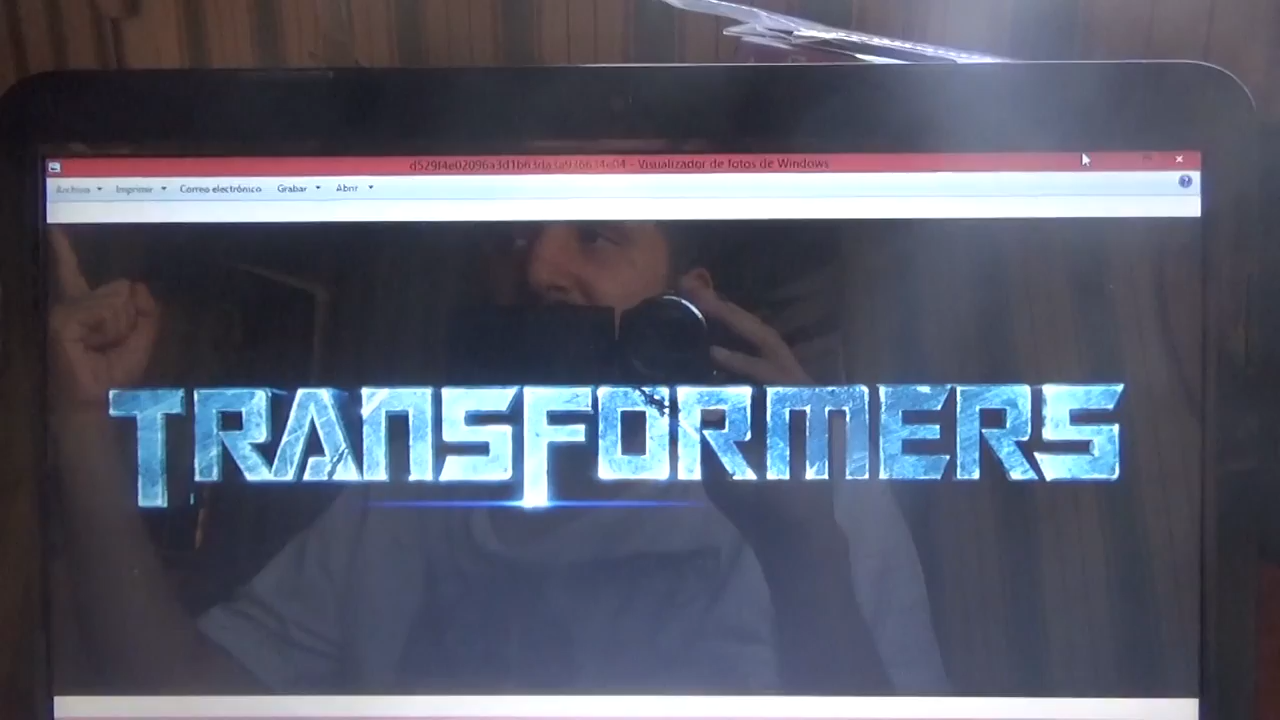 - Visualizador de fotos de Windows
Archivo Imprimir Correo electrónico Grabar Abrir
TRANSFORMERS